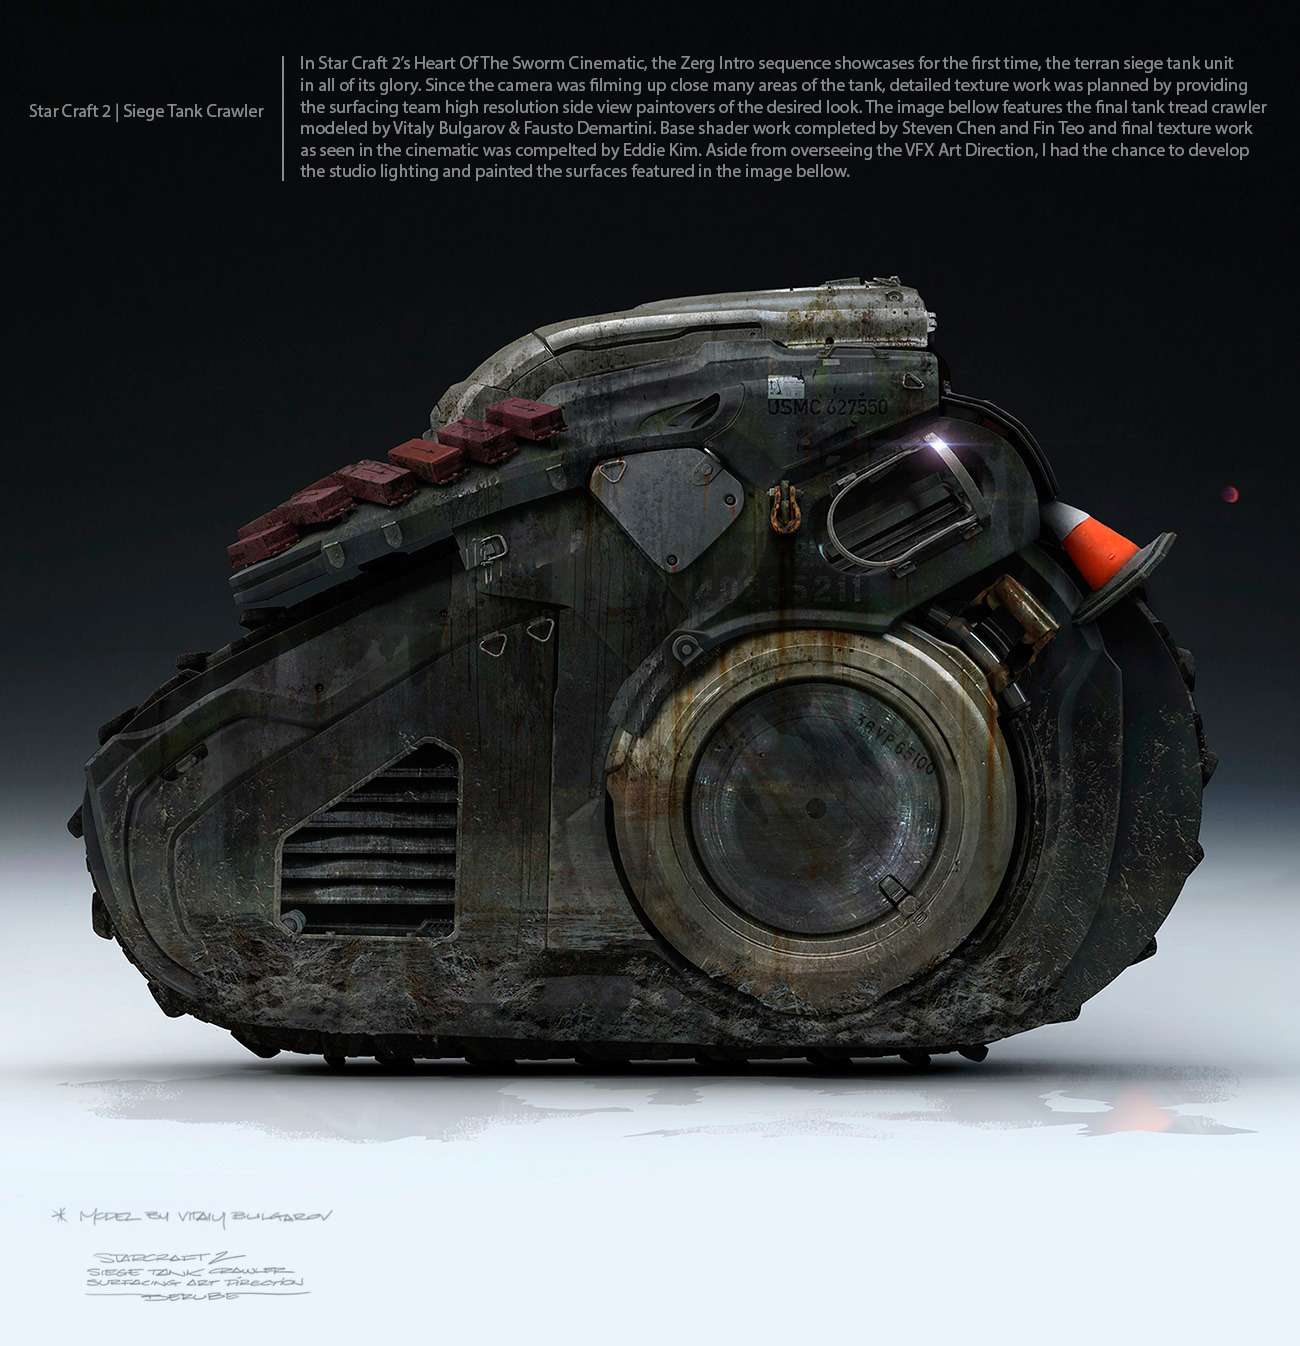 Star Craft 2 | Siege Tank Crawler
In Star Craft 2's Heart Of The Sworm Cinematic, the Zerg Intro sequence showcases for the first time, the terran siege tank unit
in all of its glory. Since the camera was filming up close many areas of the tank, detailed texture work was planned by providing
the surfacing team high resolution side view paintovers of the desired look. The image bellow features the final tank tread crawler
modeled by Vitaly Bulgarov & Fausto Demartini. Base shader work completed by Steven Chen and Fin Teo and final texture work
as seen in the cinematic was compelted by Eddie Kim. Aside from overseeing the VFX Art Direction, I had the chance to develop
the studio lighting and painted the surfaces featured in the image bellow.
USMC 627550
36 VP 65100
* MODEL BY VITALY BULGAROV
STARCRAFT 2
SIEGE TANK CRAWLER
SURFACING ART DIRECTION
BERUBE